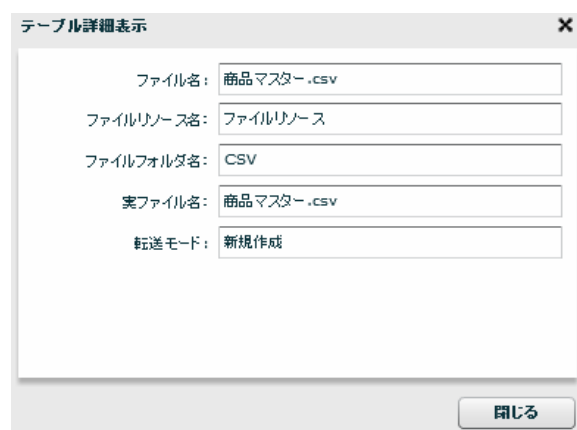 テーブル詳細表示
ファイル名: 商品マスター.csv
ファイルリソース名: ファイルリソース
ファイルフォルダ名: CSV
実ファイル名: 商品マスター.csv
転送モード: 新規作成
閉じる